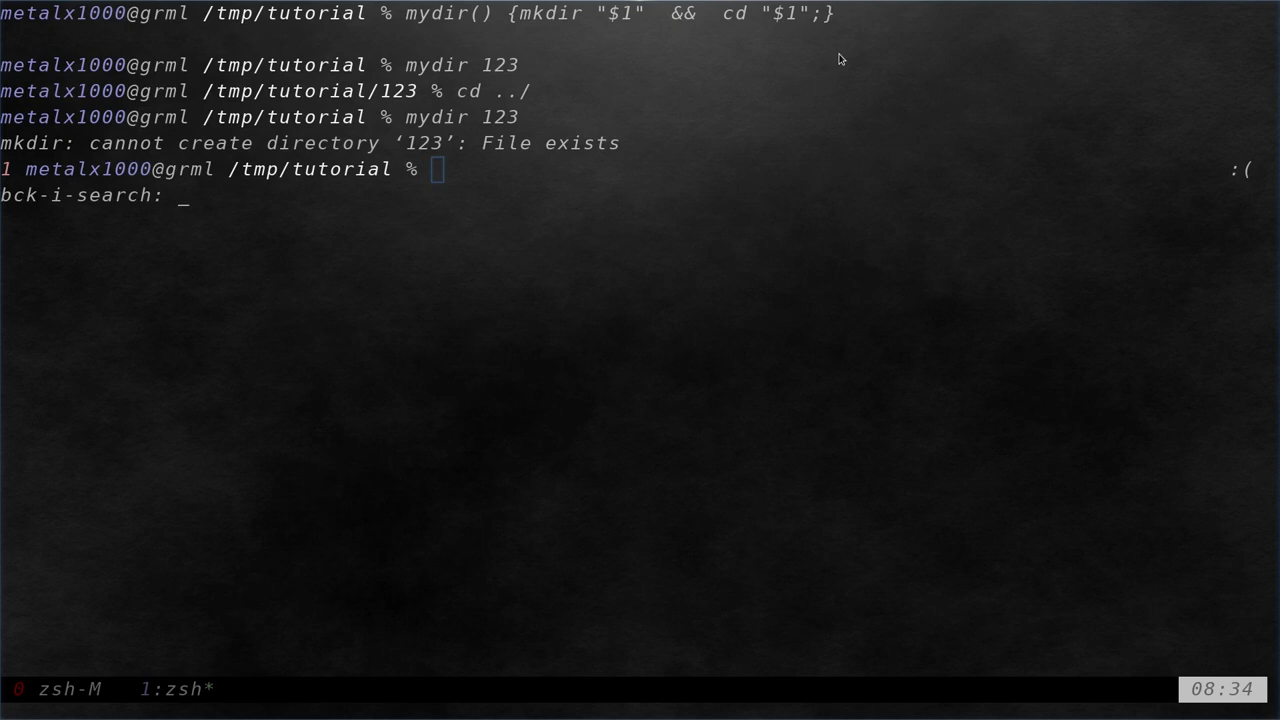 metalx1000@grml /tmp/tutorial % mydir() {mkdir "$1"  &&  cd "$1";}
metalx1000@grml /tmp/tutorial % mydir 123
metalx1000@grml /tmp/tutorial/123 % cd ../
metalx1000@grml /tmp/tutorial % mydir 123
mkdir: cannot create directory ‘123’: File exists
1 metalx1000@grml /tmp/tutorial % :(
bck-i-search: _
0 zsh-M 1:zsh* 08:34